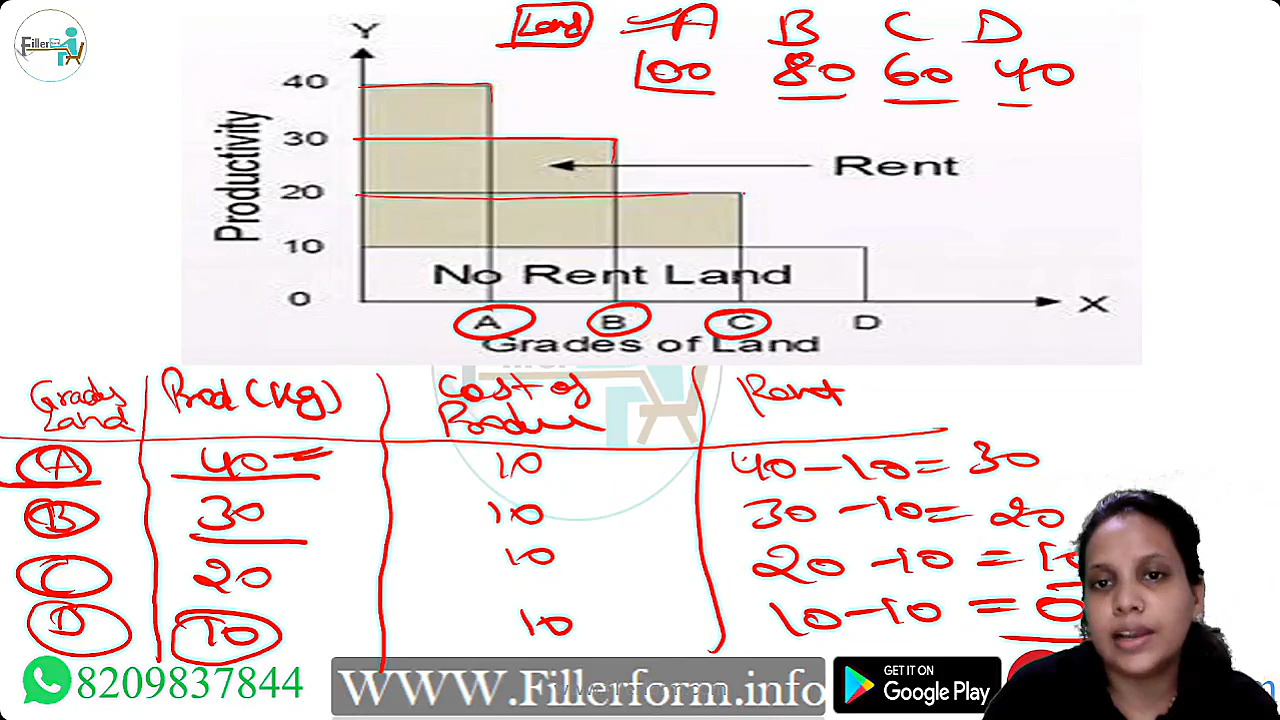 Filler
Land A B C D
100 80 60 40
Y
40
30
20
10
0
Productivity
Rent
No Rent Land
A B C D X
Grades of Land
Grades Land Prod (Kg) Cost of Rent
A 40 10 40-10=30
B 30 10 30-10=20
C 20 10 20-10=10
D 10 10 10-10=0
8209837844
www.Fillerform.info
GET IT ON
Google Play